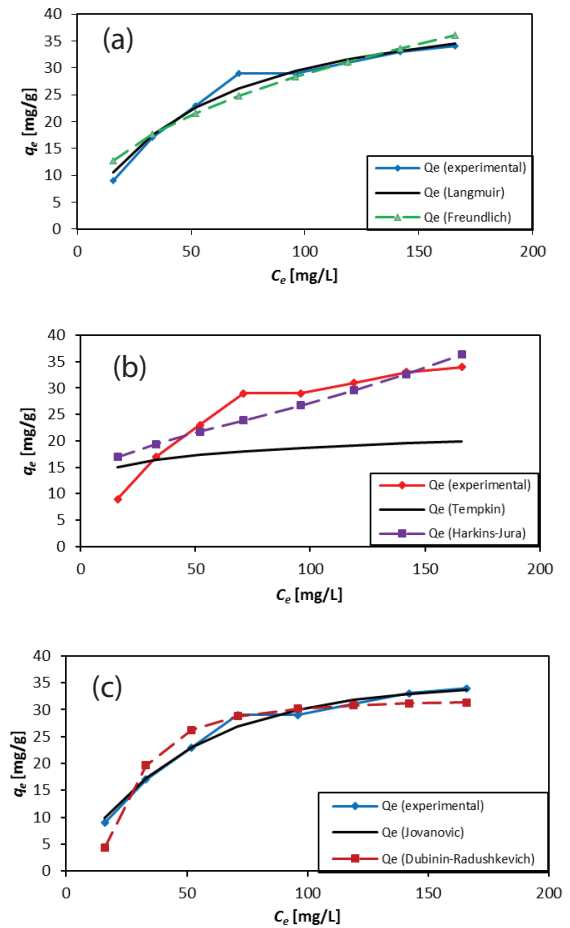 (a)
40
35
30
25
20
15
10
5
0
qe [mg/g]
Qe (experimental)
Qe (Langmuir)
Qe (Freundlich)
0 50 100 150 200
Ce [mg/L]
(b)
40
35
30
25
20
15
10
5
0
qe [mg/g]
Qe (experimental)
Qe (Tempkin)
Qe (Harkins-Jura)
0 50 100 150 200
Ce [mg/L]
(c)
40
35
30
25
20
15
10
5
0
qe [mg/g]
Qe (experimental)
Qe (Jovanovic)
Qe (Dubinin-Radushkevich)
0 50 100 150 200
Ce [mg/L]